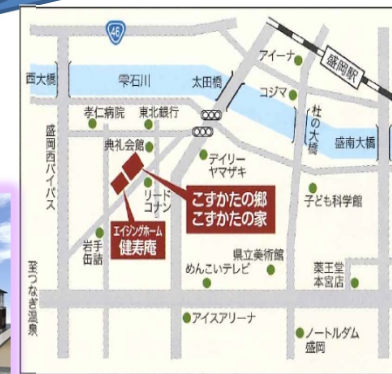 46
盛岡駅
アイーナ
西大橋
雫石川
太田橋
コジマ
杜の大橋
盛南大橋
孝仁病院
東北銀行
盛岡西バイパス
典礼会館
デイリー
ヤマザキ
リード
コナン
こずかたの郷
こずかたの家
子ども科学館
エイジングホーム
健寿庵
岩手
缶詰
県立美術館
めんこいテレビ
薬王堂
本宮店
至つなぎ温泉
アイスアリーナ
ノートルダム
盛岡